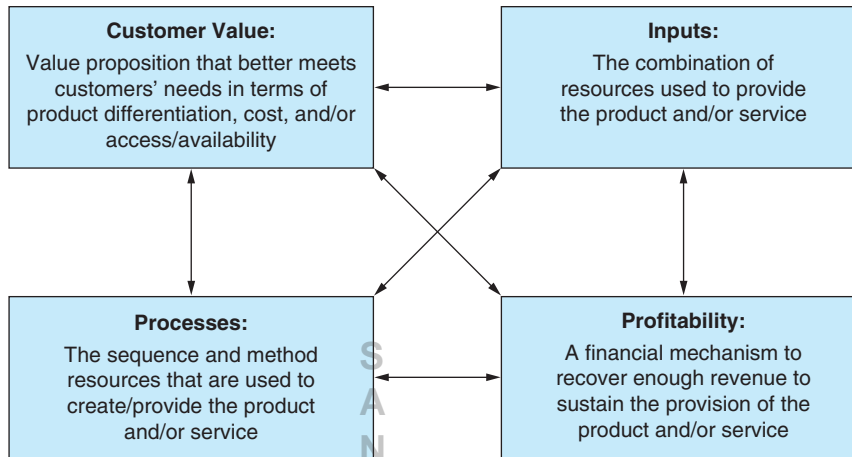 Customer Value:
Value proposition that better meets
customers' needs in terms of
product differentiation, cost, and/or
access/availability
Inputs:
The combination of
resources used to provide
the product and/or service
Processes:
The sequence and method
resources that are used to
create/provide the product
and/or service
Profitability:
A financial mechanism to
recover enough revenue to
sustain the provision of the
product and/or service
S
A
N